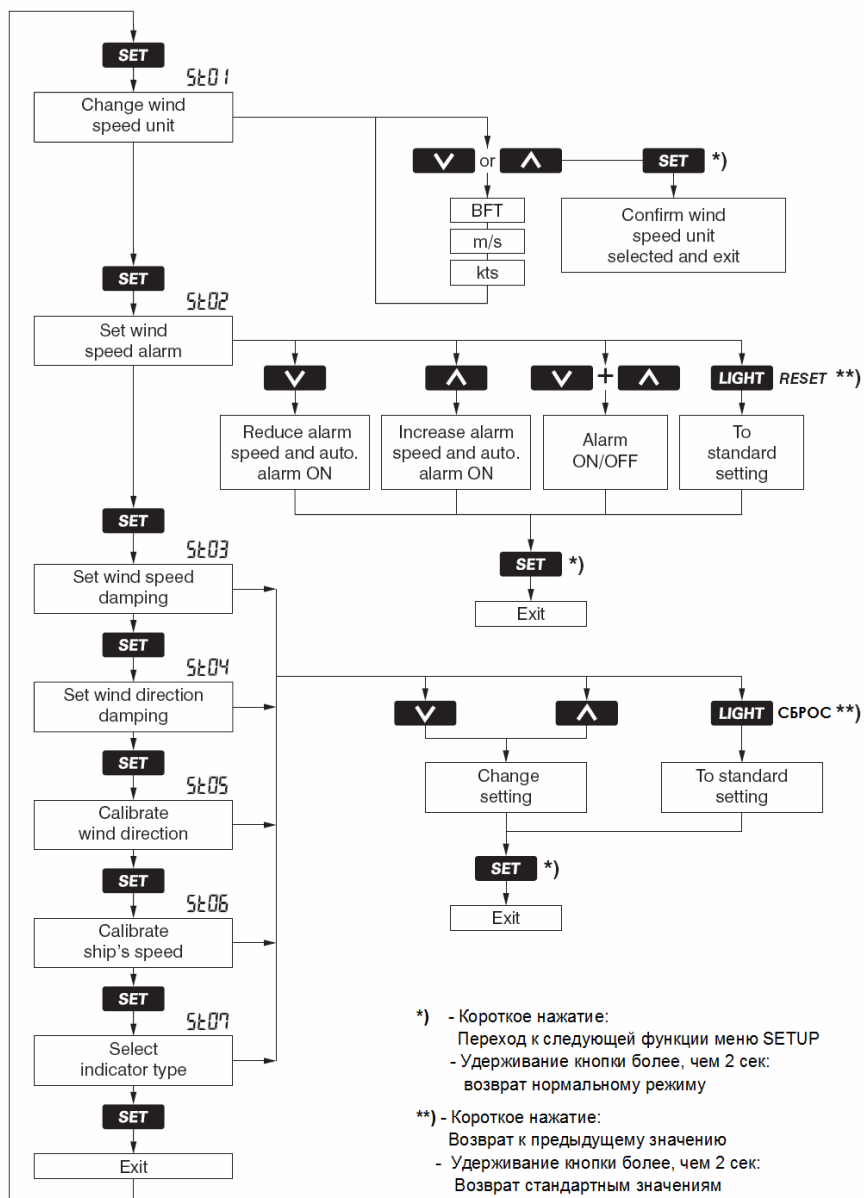 SET
St01
Change wind
speed unit
or
SET *)
BFT
m/s
kts
Confirm wind
speed unit
selected and exit
SET
St02
Set wind
speed alarm
+
LIGHT RESET **)
Reduce alarm
speed and auto.
alarm ON
Increase alarm
speed and auto.
alarm ON
Alarm
ON/OFF
To
standard
setting
SET *)
Exit
SET
St03
Set wind speed
damping
SET
St04
Set wind direction
damping
LIGHT СБРОС **)
Change
setting
To standard
setting
SET *)
Exit
SET
St05
Calibrate
wind direction
SET
St06
Calibrate
ship's speed
SET
St07
Select
indicator type
SET
Exit
*) - Короткое нажатие:
Переход к следующей функции меню SETUP
- Удерживание кнопки более, чем 2 сек:
возврат нормальному режиму
**) - Короткое нажатие:
Возврат к предыдущему значению
- Удерживание кнопки более, чем 2 сек:
Возврат стандартным значениям